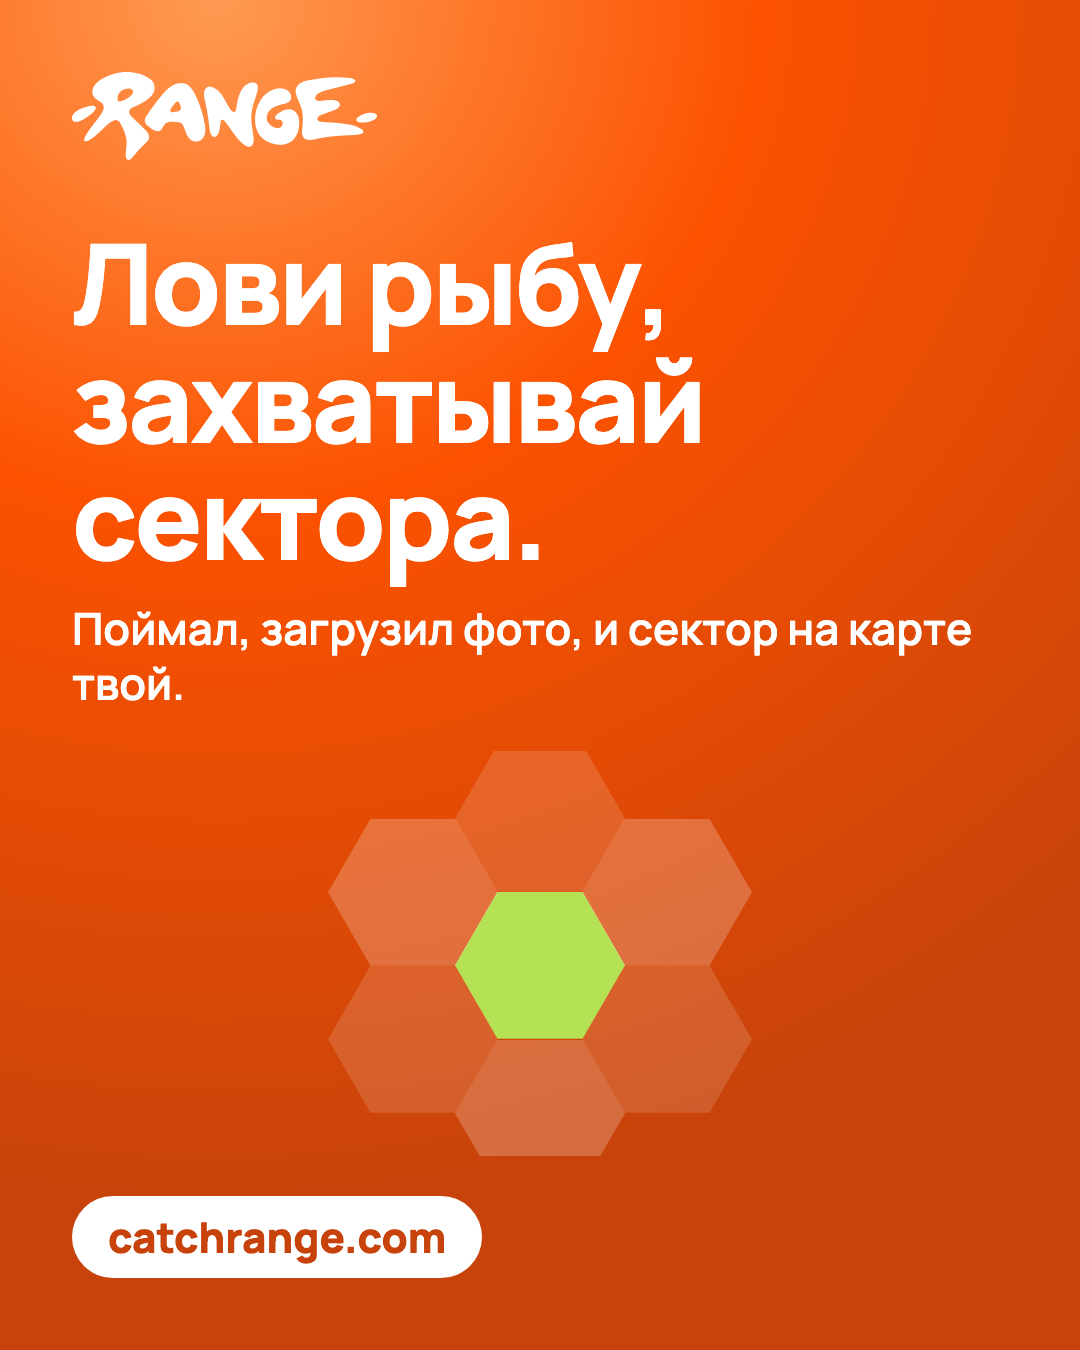 RANGE
Лови рыбу,
захватывай
сектора.
Поймал, загрузил фото, и сектор на карте
твой.
catchrange.com